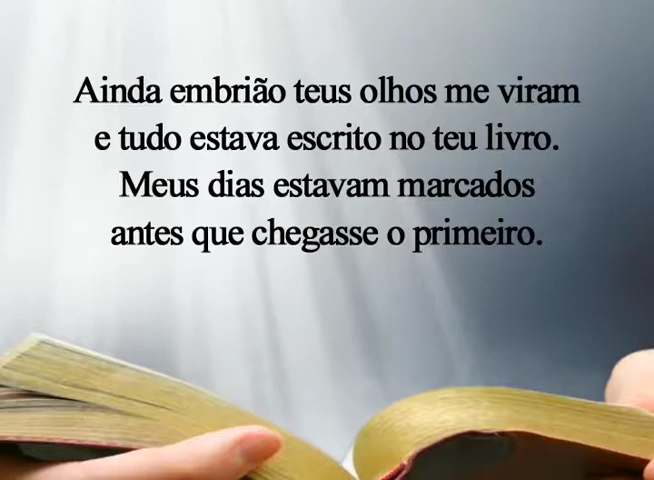 Ainda embrião teus olhos me viram
e tudo estava escrito no teu livro.
Meus dias estavam marcados
antes que chegasse o primeiro.